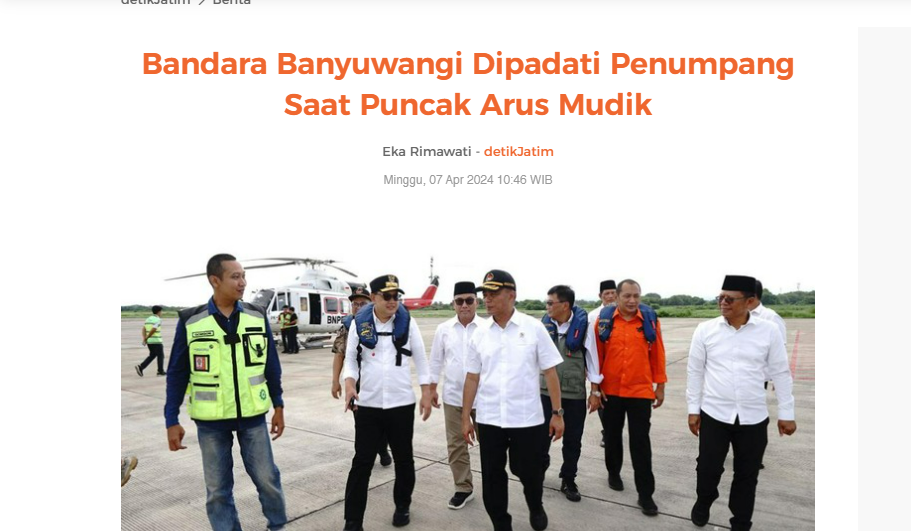 detikJatim > Berita
Bandara Banyuwangi Dipadati Penumpang
Saat Puncak Arus Mudik
Eka Rimawati - detikJatim
Minggu, 07 Apr 2024 10:46 WIB